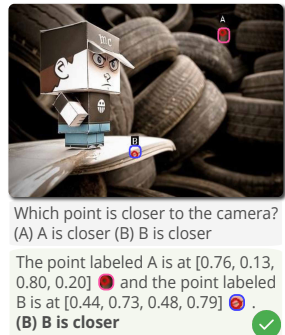 A
mc
B
Which point is closer to the camera?
(A) A is closer (B) B is closer
The point labeled A is at [0.76, 0.13,
0.80, 0.20] and the point labeled
B is at [0.44, 0.73, 0.48, 0.79] .
(B) B is closer